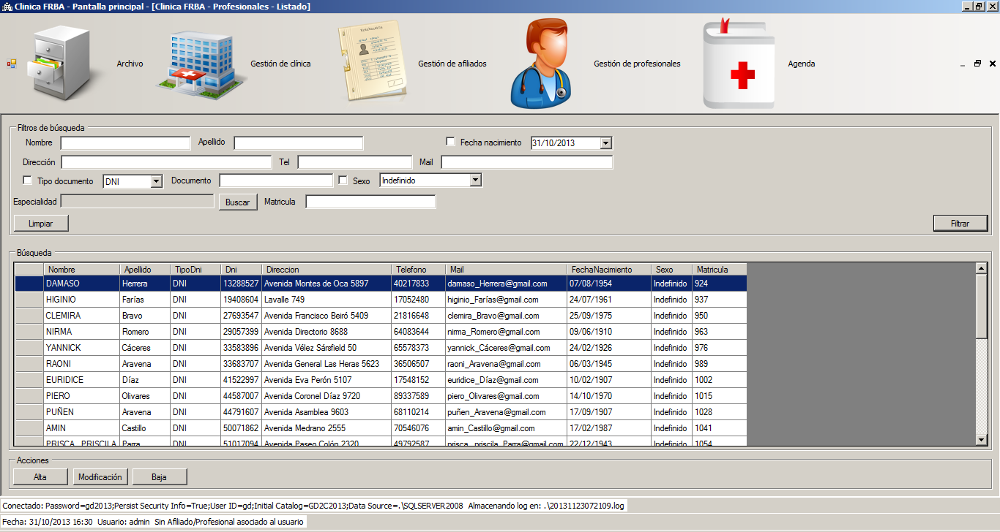 Clinica FRBA - Pantalla principal - [Clinica FRBA - Profesionales - Listado]
Archivo Gestión de clínica Gestión de afiliados Gestión de profesionales Agenda
Filtros de búsqueda
Nombre Apellido Fecha nacimiento 31/10/2013
Dirección Tel Mail
Tipo documento DNI Documento Sexo Indefinido
Especialidad Buscar Matricula
Limpiar Filtrar
Búsqueda
Nombre Apellido TipoDni Dni Direccion Telefono Mail FechaNacimiento Sexo Matricula
DAMASO Herrera DNI 13288527 Avenida Montes de Oca 5897 40217833 damaso_Herrera@gmail.com 07/08/1954 Indefinido 924
HIGINIO Farías DNI 19408604 Lavalle 749 17052480 higinio_Farías@gmail.com 24/07/1961 Indefinido 937
CLEMIRA Bravo DNI 27693547 Avenida Francisco Beiró 5409 21816648 clemira_Bravo@gmail.com 25/09/1975 Indefinido 950
NIRMA Romero DNI 29057399 Avenida Directorio 8688 64083644 nirma_Romero@gmail.com 09/06/1910 Indefinido 963
YANNICK Cáceres DNI 33583896 Avenida Vélez Sársfield 50 65578373 yannick_Cáceres@gmail.com 24/02/1926 Indefinido 976
RAONI Aravena DNI 33683707 Avenida General Las Heras 5623 36506507 raoni_Aravena@gmail.com 06/03/1945 Indefinido 989
EURIDICE Díaz DNI 41522997 Avenida Eva Perón 5107 17548152 euridice_Díaz@gmail.com 10/02/1907 Indefinido 1002
PIERO Olivares DNI 44587007 Avenida Coronel Díaz 9720 89337589 piero_Olivares@gmail.com 14/10/1970 Indefinido 1015
PUÑEN Aravena DNI 44791607 Avenida Asamblea 9603 68110214 puñen_Aravena@gmail.com 17/09/1907 Indefinido 1028
AMIN Castillo DNI 50071862 Avenida Medrano 2555 70546076 amin_Castillo@gmail.com 17/02/1987 Indefinido 1041
PRISCA_PRISCILA Parra DNI 51017094 Avenida Paseo Colón 2320 49792587 prisca_priscila_Parra@gmail.com 22/12/1943 Indefinido 1054
Acciones
Alta Modificación Baja
Conectado: Password=gd2013;Persist Security Info=True;User ID=gd;Initial Catalog=GD2C2013;Data Source=.\SQLSERVER2008 Almacenando log en: .\20131123072109.log
Fecha: 31/10/2013 16:30 Usuario: admin Sin Afiliado/Profesional asociado al usuario